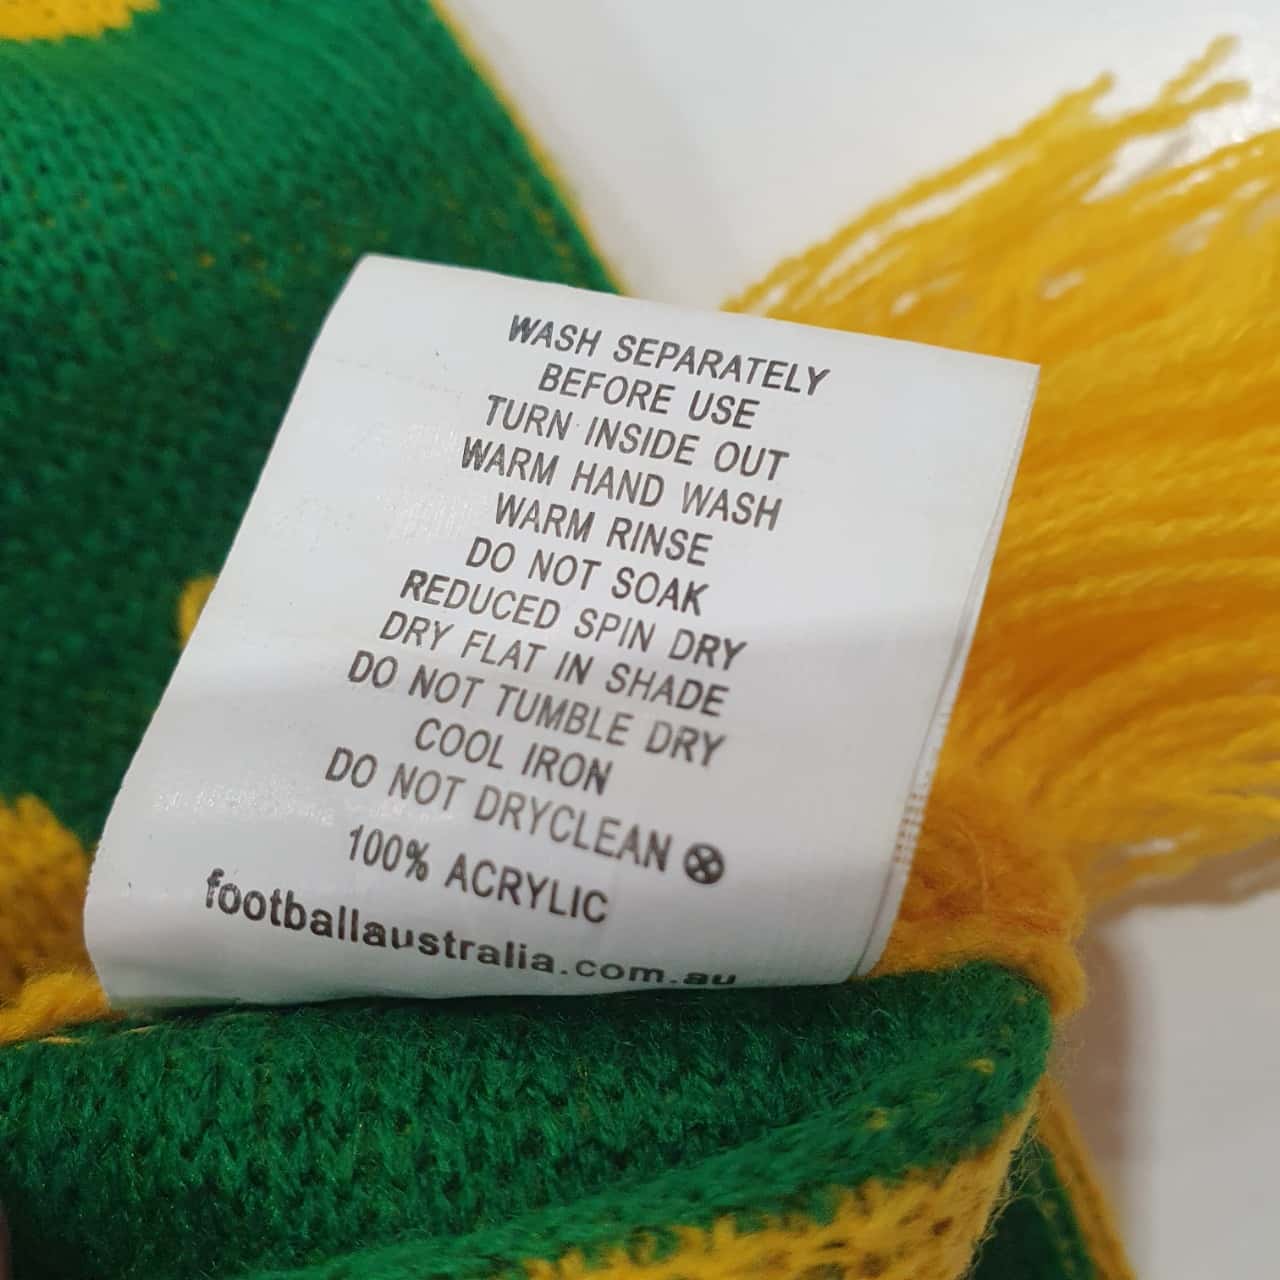 WASH SEPARATELY
BEFORE USE
TURN INSIDE OUT
WARM HAND WASH
WARM RINSE
DO NOT SOAK
REDUCED SPIN DRY
DRY FLAT IN SHADE
DO NOT TUMBLE DRY
COOL IRON
DO NOT DRYCLEAN
100% ACRYLIC
footballaustralia.com.au